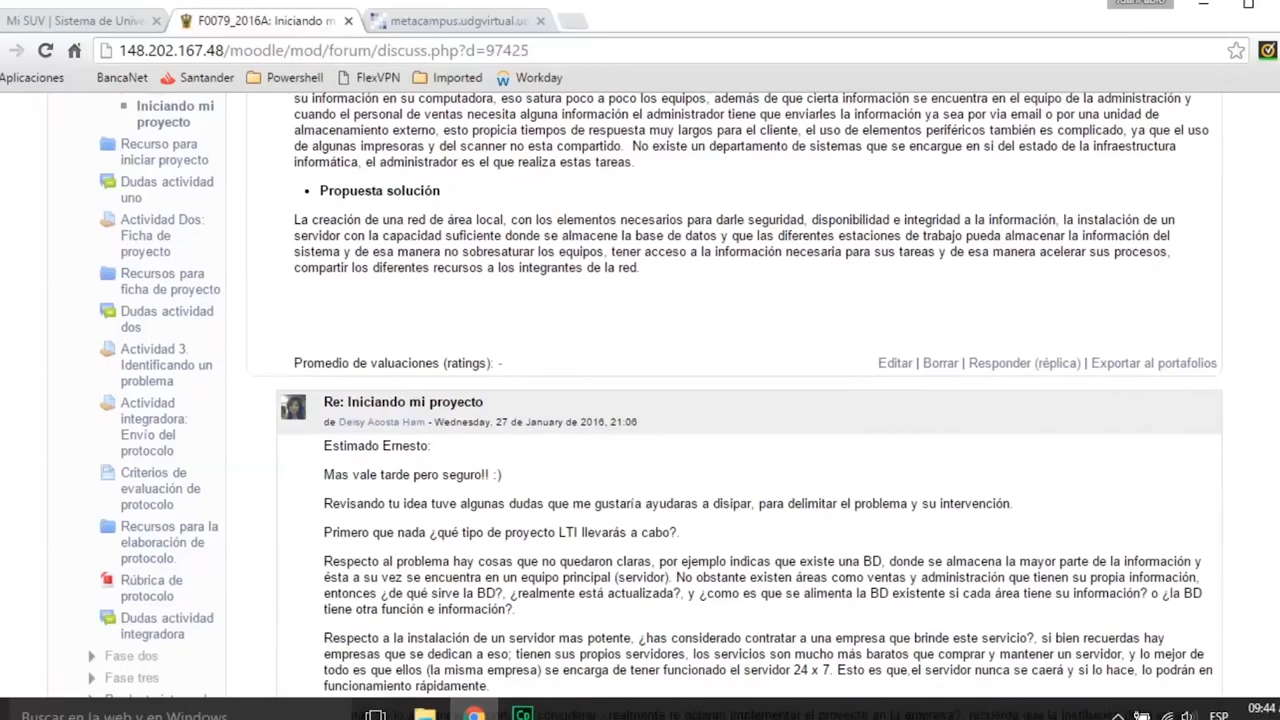 Mi SUV | Sistema de Unive
F0079_2016A: Iniciando m
metacampus.udgvirtual.u
148.202.167.48/moodle/mod/forum/discuss.php?d=97425
Aplicaciones
BancaNet
Santander
Powershell
FlexVPN
Imported
Workday
Iniciando mi
proyecto
Recurso para
iniciar proyecto
Dudas actividad
uno
Actividad Dos:
Ficha de
proyecto
Recursos para
ficha de proyecto
Dudas actividad
dos
Actividad 3.
Identificando un
problema
Actividad
integradora:
Envío del
protocolo
Criterios de
evaluación de
protocolo
Recursos para la
elaboración de
protocolo.
Rúbrica de
protocolo
Dudas actividad
integradora
Fase dos
Fase tres
su información en su computadora, eso satura poco a poco los equipos, además de que cierta información se encuentra en el equipo de la administración y
cuando el personal de ventas necesita alguna información el administrador tiene que enviarles la información ya sea por via email o por una unidad de
almacenamiento externo, esto propicia tiempos de respuesta muy largos para el cliente, el uso de elementos periféricos también es complicado, ya que el uso
de algunas impresoras y del scanner no esta compartido. No existe un departamento de sistemas que se encargue en si del estado de la infraestructura
informática, el administrador es el que realiza estas tareas.
• Propuesta solución
La creación de una red de área local, con los elementos necesarios para darle seguridad, disponibilidad e integridad a la información, la instalación de un
servidor con la capacidad suficiente donde se almacene la base de datos y que las diferentes estaciones de trabajo pueda almacenar la información del
sistema y de esa manera no sobresaturar los equipos, tener acceso a la información necesaria para sus tareas y de esa manera acelerar sus procesos,
compartir los diferentes recursos a los integrantes de la red.
Promedio de valuaciones (ratings): -
Editar | Borrar | Responder (réplica) | Exportar al portafolios
Re: Iniciando mi proyecto
de Deisy Acosta Ham - Wednesday, 27 de January de 2016, 21:06
Estimado Ernesto:
Mas vale tarde pero seguro!! :)
Revisando tu idea tuve algunas dudas que me gustaría ayudaras a disipar, para delimitar el problema y su intervención.
Primero que nada ¿qué tipo de proyecto LTI llevarás a cabo?.
Respecto al problema hay cosas que no quedaron claras, por ejemplo indicas que existe una BD, donde se almacena la mayor parte de la información y
ésta a su vez se encuentra en un equipo principal (servidor). No obstante existen áreas como ventas y administración que tienen su propia información,
entonces ¿de qué sirve la BD?, ¿realmente está actualizada?, y ¿como es que se alimenta la BD existente si cada área tiene su información? o ¿la BD
tiene otra función e información?.
Respecto a la instalación de un servidor mas potente, ¿has considerado contratar a una empresa que brinde este servicio?, si bien recuerdas hay
empresas que se dedican a eso; tienen sus propios servidores, los servicios son mucho más baratos que comprar y mantener un servidor, y lo mejor de
todo es que ellos (la misma empresa) se encarga de tener funcionado el servidor 24 x 7. Esto es que,el servidor nunca se caerá y si lo hace, lo podrán en
funcionamiento rápidamente.
Buscar en la web y en Windows
Cp
ESP
09:44